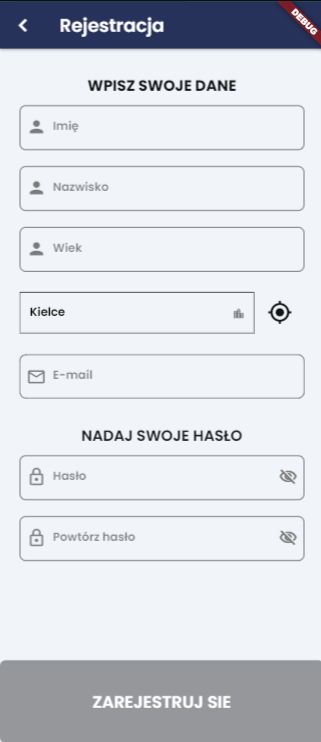 Rejestracja
DEBUG
WPISZ SWOJE DANE
Imię
Nazwisko
Wiek
Kielce
E-mail
NADAJ SWOJE HASŁO
Hasło
Powtórz hasło
ZAREJESTRUJ SIE